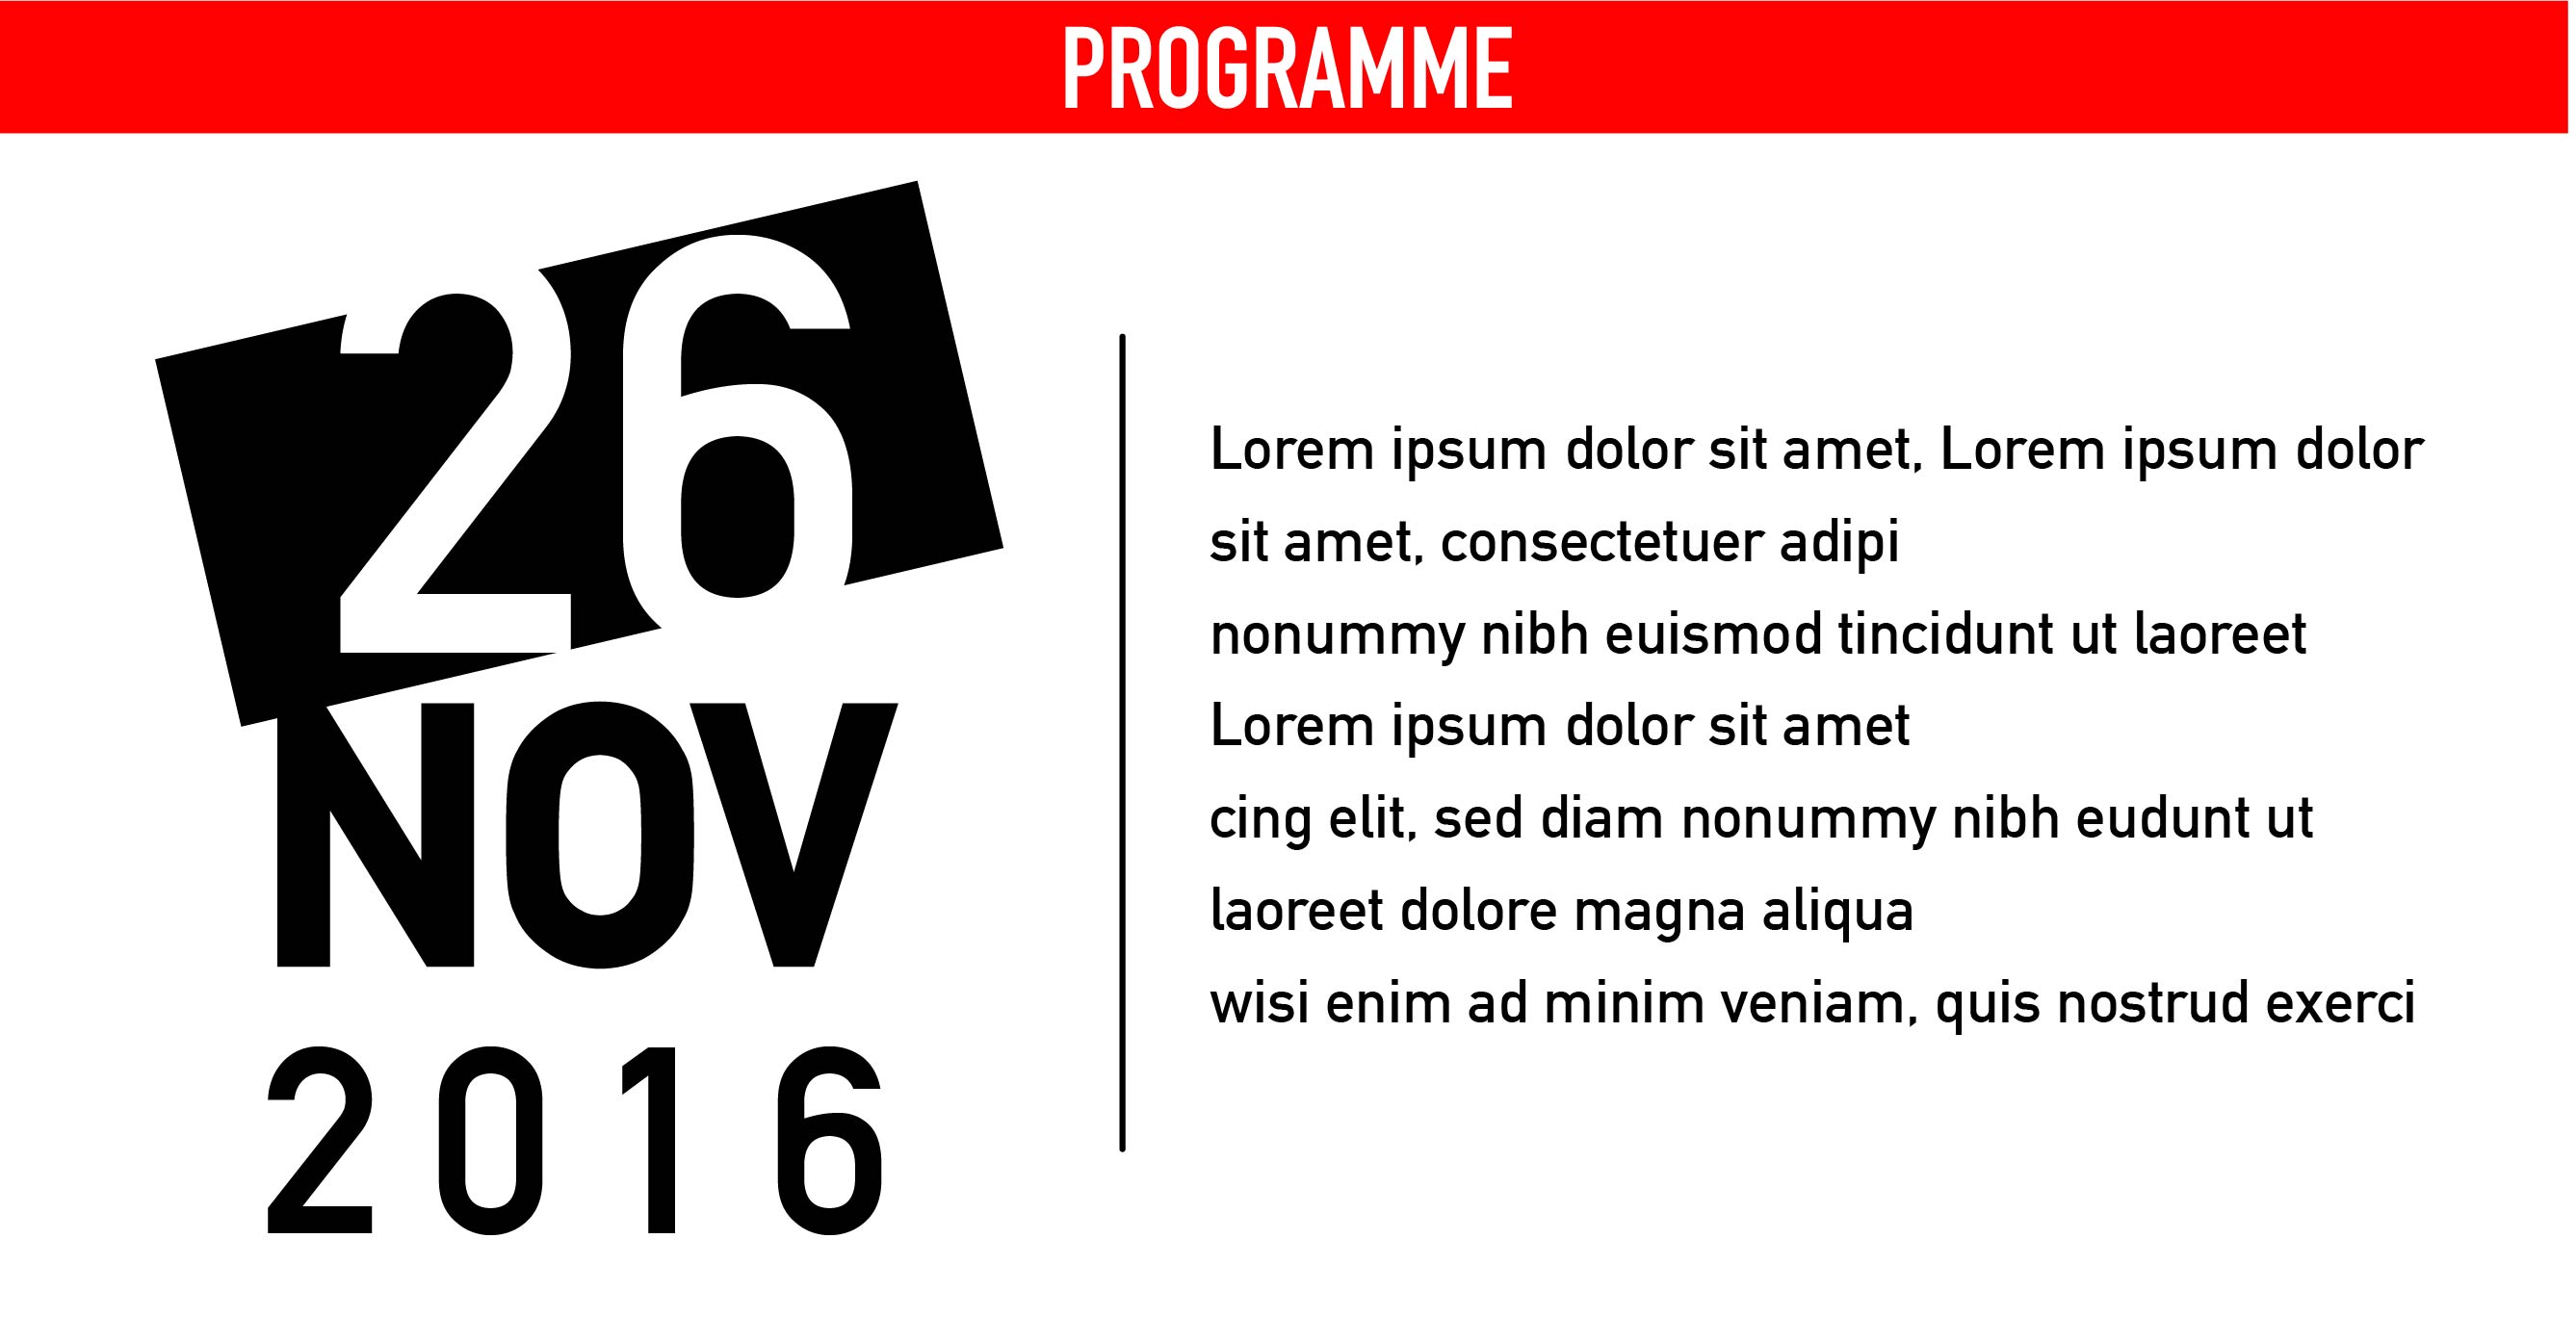 PROGRAMME
26
NOV
2016
Lorem ipsum dolor sit amet, Lorem ipsum dolor
sit amet, consectetuer adipi
nonummy nibh euismod tincidunt ut laoreet
Lorem ipsum dolor sit amet
cing elit, sed diam nonummy nibh eudunt ut
laoreet dolore magna aliqua
wisi enim ad minim veniam, quis nostrud exerci